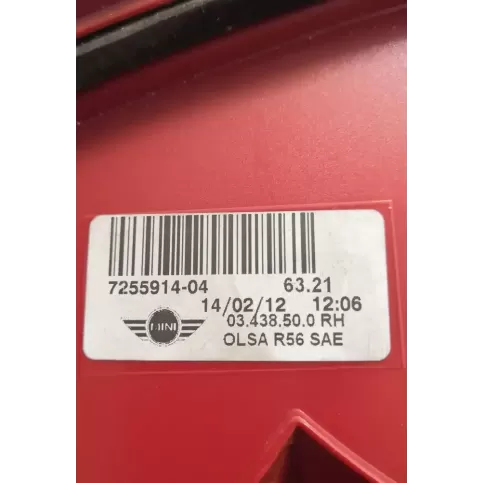 7255914-04 63.21
14/02/12 12:06
MINI 03.438.50.0 RH
OLSA R56 SAE